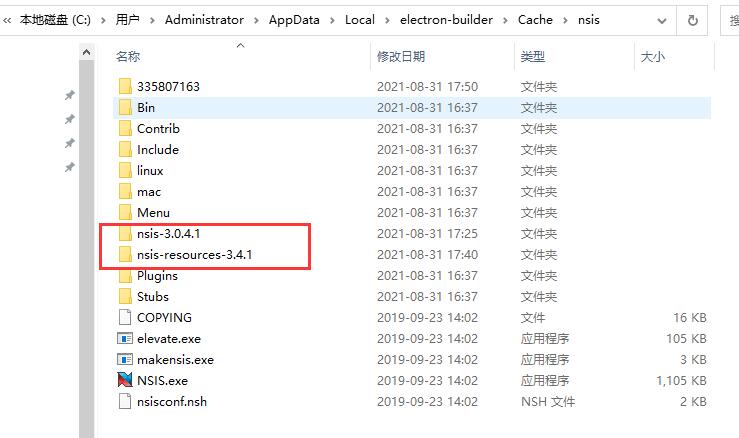 « 本地磁盘 (C:) › 用户 › Administrator › AppData › Local › electron-builder › Cache › nsis
名称 修改日期 类型 大小
335807163 2021-08-31 17:50 文件夹
Bin 2021-08-31 16:37 文件夹
Contrib 2021-08-31 16:37 文件夹
Include 2021-08-31 16:37 文件夹
linux 2021-08-31 16:37 文件夹
mac 2021-08-31 16:37 文件夹
Menu 2021-08-31 16:37 文件夹
nsis-3.0.4.1 2021-08-31 17:25 文件夹
nsis-resources-3.4.1 2021-08-31 17:40 文件夹
Plugins 2021-08-31 16:37 文件夹
Stubs 2021-08-31 16:37 文件夹
COPYING 2019-09-23 14:02 文件 16 KB
elevate.exe 2019-09-23 14:02 应用程序 105 KB
makensis.exe 2019-09-23 14:02 应用程序 3 KB
NSIS.exe 2019-09-23 14:02 应用程序 1,105 KB
nsisconf.nsh 2019-09-23 14:02 NSH 文件 2 KB